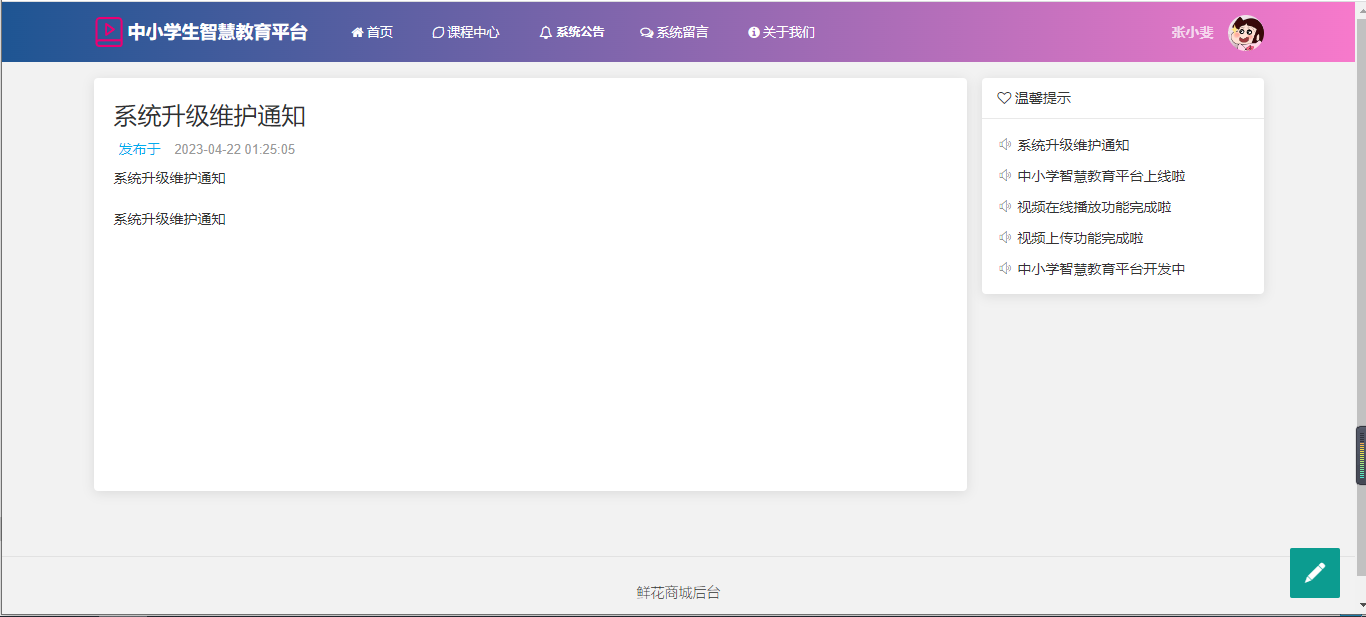 中小学生智慧教育平台 首页 课程中心 系统公告 系统留言 关于我们 张小斐
系统升级维护通知
发布于 2023-04-22 01:25:05
系统升级维护通知
系统升级维护通知
温馨提示
系统升级维护通知
中小学智慧教育平台上线啦
视频在线播放功能完成啦
视频上传功能完成啦
中小学智慧教育平台开发中
鲜花商城后台